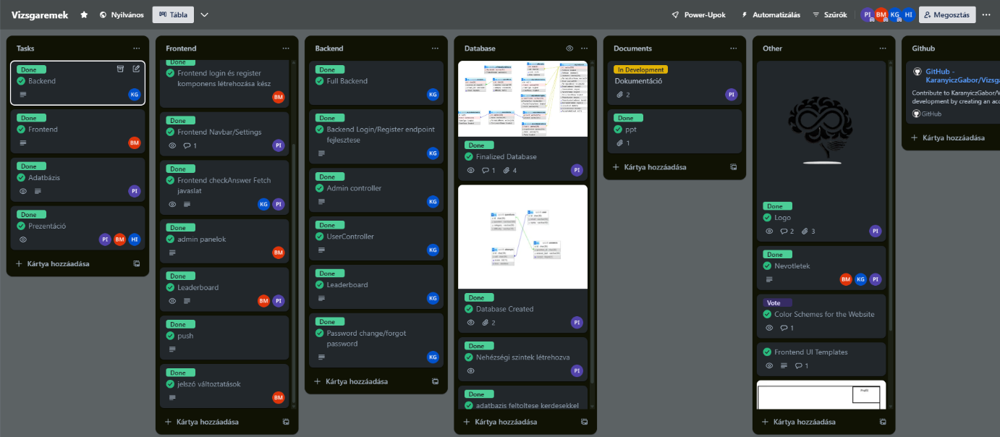 Vizsgaremek
Nyilvános
Tábla
Power-Upok
Automatizálás
Szűrők
PI
BM
KG
HI
Megosztás
Tasks
Done
Backend
KG
Done
Frontend
BM
Done
Adatbázis
PI
Done
Prezentáció
PI
BM
HI
Kártya hozzáadása
Frontend
Done
Frontend login és register
komponens létrehozása kész
BM
Done
Frontend Navbar/Settings
1
PI
Done
Frontend checkAnswer Fetch
javaslat
KG
PI
Done
admin panelok
BM
Done
Leaderboard
BM
PI
Done
push
Done
jelszó változtatások
BM
Kártya hozzáadása
Backend
Done
Full Backend
KG
Done
Backend Login/Register endpoint
fejlesztese
KG
Done
Admin controller
KG
Done
UserController
KG
Done
Leaderboard
KG
Done
Password change/forgot
password
KG
Kártya hozzáadása
Database
Done
Finalized Database
1
4
PI
Done
Database Created
2
PI
Done
Nehézségi szintek létrehozva
PI
Done
adatbazis feltoltese kerdesekkel
Kártya hozzáadása
Documents
In Development
Dokumentáció
2
PI
Done
ppt
1
Kártya hozzáadása
Other
Done
Logo
2
3
PI
Done
Nevotletek
BM
KG
PI
Vote
Color Schemes for the Website
1
Frontend UI Templates
1
Profil
Kártya hozzáadása
Github
GitHub -
KaranyiczGabor/Vizsga
Contribute to KaranyiczGabor/V
development by creating an acc
GitHub
Kártya hozzáadása